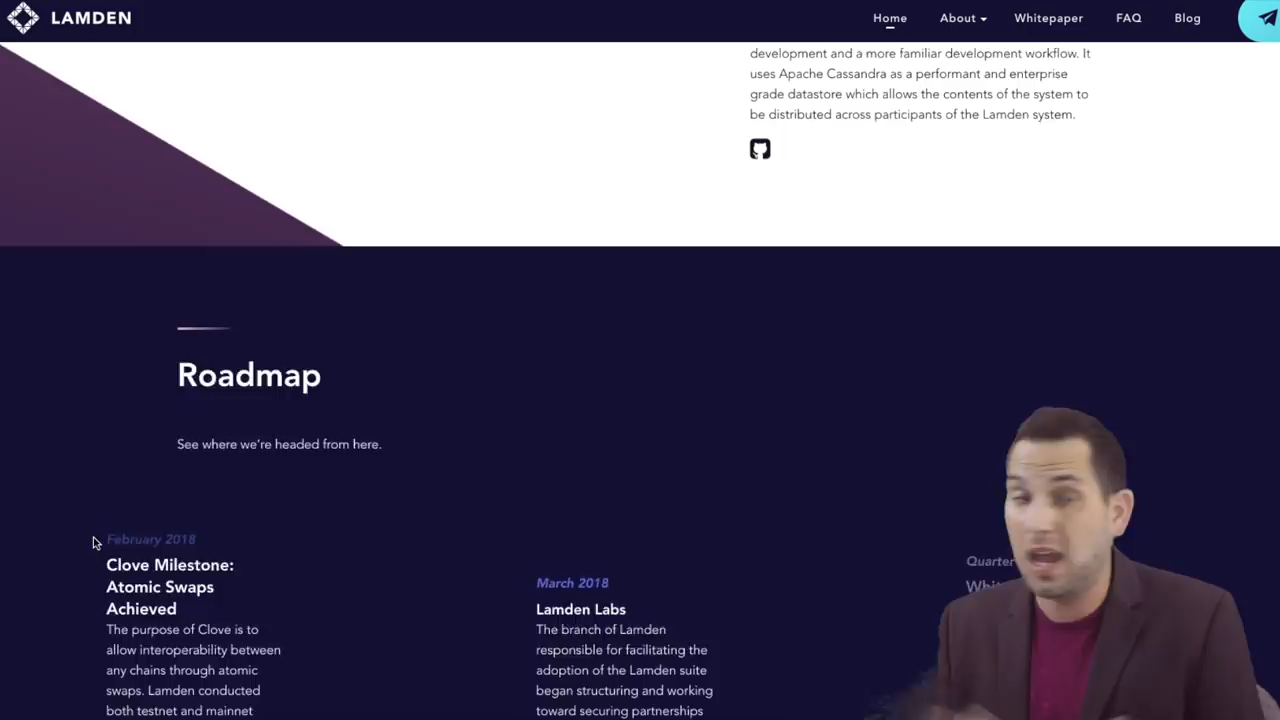 LAMDEN
Home
About
Whitepaper
FAQ
Blog
development and a more familiar development workflow. It
uses Apache Cassandra as a performant and enterprise
grade datastore which allows the contents of the system to
be distributed across participants of the Lamden system.
Roadmap
See where we're headed from here.
February 2018
Clove Milestone:
Atomic Swaps
Achieved
The purpose of Clove is to
allow interoperability between
any chains through atomic
swaps. Lamden conducted
both testnet and mainnet
March 2018
Lamden Labs
The branch of Lamden
responsible for facilitating the
adoption of the Lamden suite
began structuring and working
toward securing partnerships
Quarter